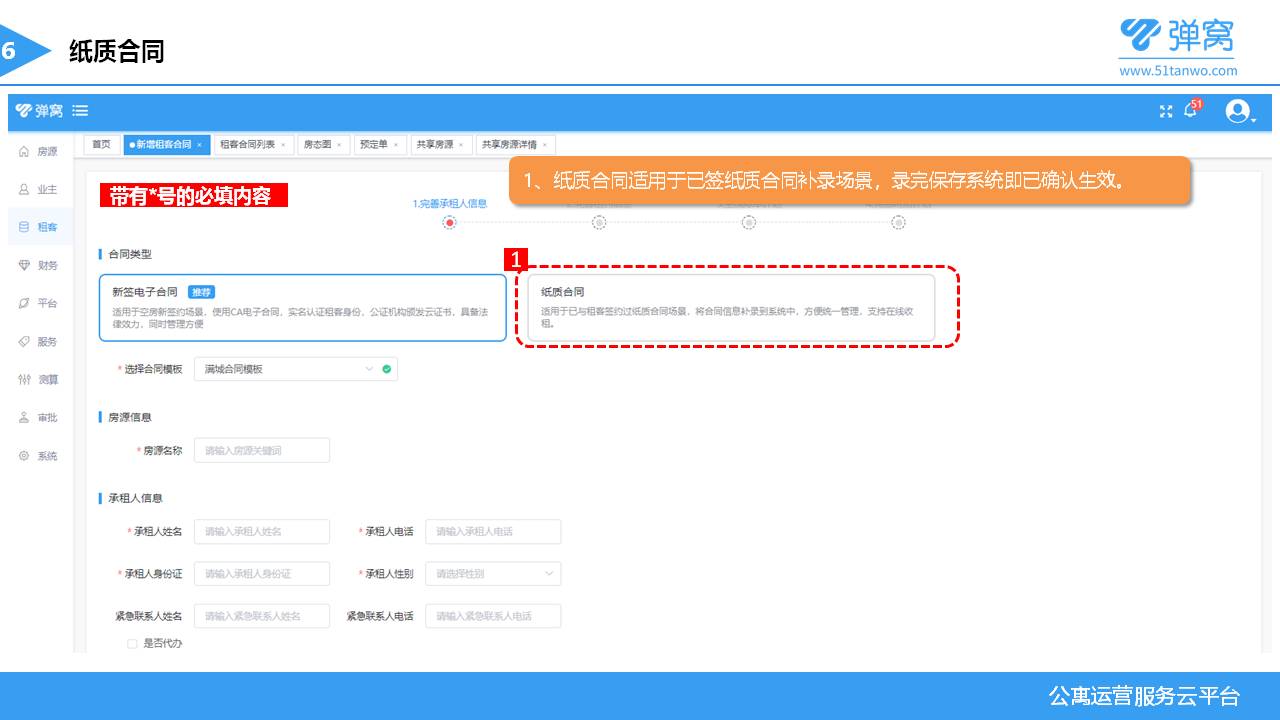 6
纸质合同
弹窝
www.51tanwo.com
弹窝
51
首页
新增租客合同 ×
租客合同列表 ×
房态图 ×
预定单 ×
共享房源 ×
共享房源详情 ×
房源
业主
租客
财务
平台
服务
测算
审批
系统
带有*号的必填内容
1、纸质合同适用于已签纸质合同补录场景，录完保存系统即已确认生效。
1.完善承租人信息
合同类型
1
新签电子合同 推荐
适用于空房新签约场景，使用CA电子合同，实名认证租客身份，公证机构颁发云证书，具备法
律效力，同时管理方便
纸质合同
适用于已与租客签约过纸质合同场景，将合同信息补录到系统中，方便统一管理，支持在线收
租。
* 选择合同模板 满域合同模板
房源信息
* 房源名称 请输入房源关键词
承租人信息
* 承租人姓名 请输入承租人姓名 * 承租人电话 请输入承租人电话
* 承租人身份证 请输入承租人身份证 * 承租人性别 请选择性别
紧急联系人姓名 请输入紧急联系人姓名 紧急联系人电话 请输入紧急联系人电话
是否代办
公寓运营服务云平台